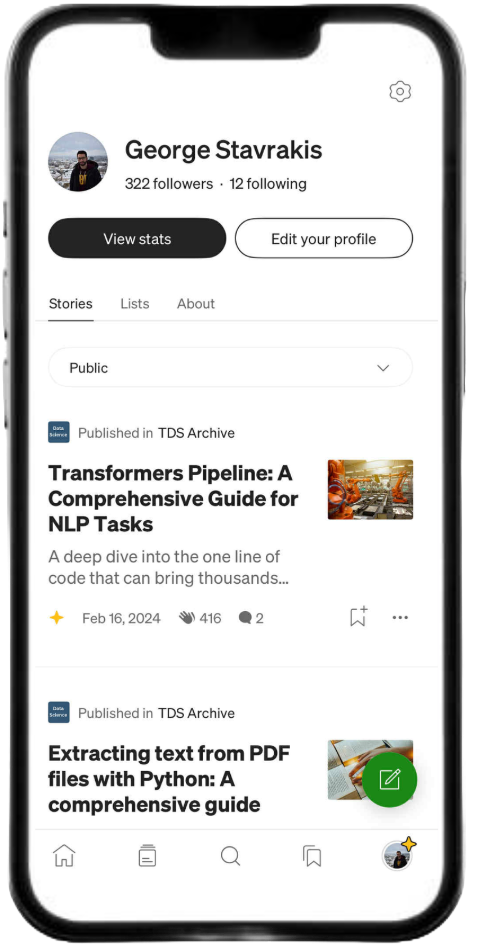 George Stavrakis
322 followers · 12 following
View stats
Edit your profile
Stories
Lists
About
Public
Data
Science
Published in TDS Archive
Transformers Pipeline: A
Comprehensive Guide for
NLP Tasks
A deep dive into the one line of
code that can bring thousands...
Feb 16, 2024
416
2
Data
Science
Published in TDS Archive
Extracting text from PDF
files with Python: A
comprehensive guide